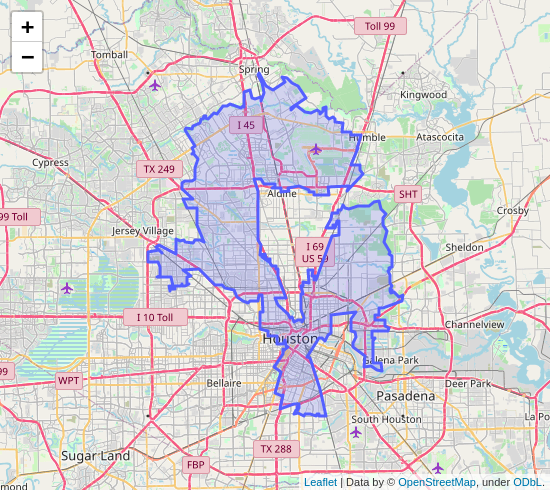 +
−
Toll 99
Tomball
Spring
Kingwood
I 45
Humble
Atascocita
Cypress
TX 249
Aldine
SHT
99 Toll
Crosby
Jersey Village
I 69
US 59
Sheldon
I 10 Toll
Channelview
Houston
Galena Park
99
WPT
Bellaire
Deer Park
Pasadena
South Houston
La Po
TX 288
Sugar Land
FBP
mond
Leaflet | Data by © OpenStreetMap, under ODbL.